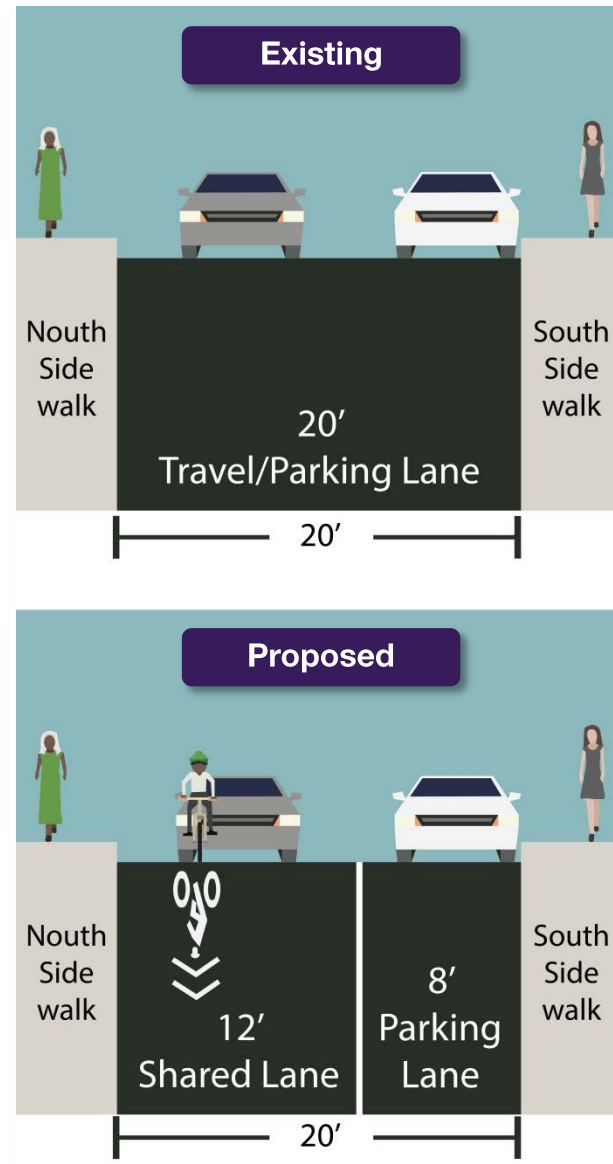 Existing
Nouth
Side
walk
20′
Travel/Parking Lane
South
Side
walk
20′
Proposed
Nouth
Side
walk
12′
Shared Lane
8′
Parking
Lane
South
Side
walk
20′